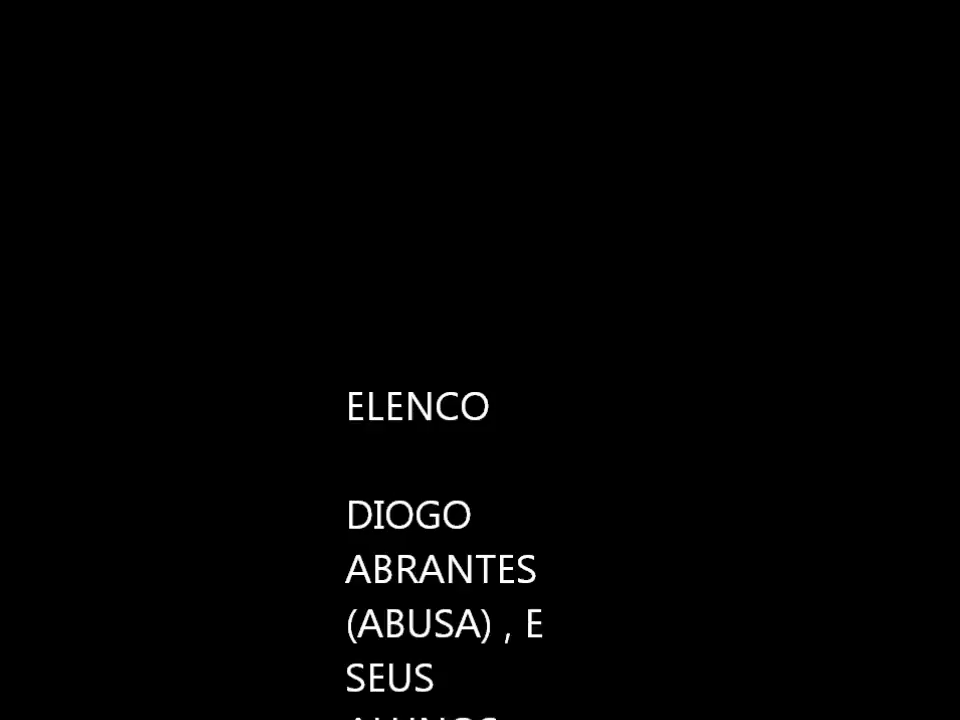 ELENCO
DIOGO
ABRANTES
(ABUSA) , E
SEUS